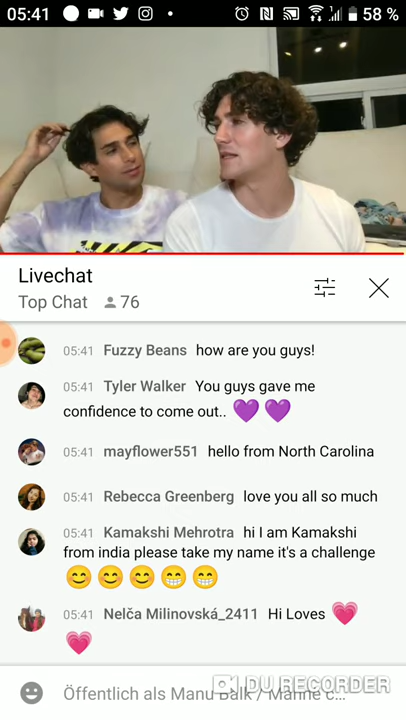 05:41 58 %
Livechat
Top Chat 76
05:41 Fuzzy Beans how are you guys!
05:41 Tyler Walker You guys gave me
confidence to come out.. 💜💜
05:41 mayflower551 hello from North Carolina
05:41 Rebecca Greenberg love you all so much
05:41 Kamakshi Mehrotra hi I am Kamakshi
from india please take my name it's a challenge
😊😊😊😁😁
05:41 Nelča Milinovská_2411 Hi Loves 💗
💗
DU RECORDER
Öffentlich als Manu Balk / Manne c...